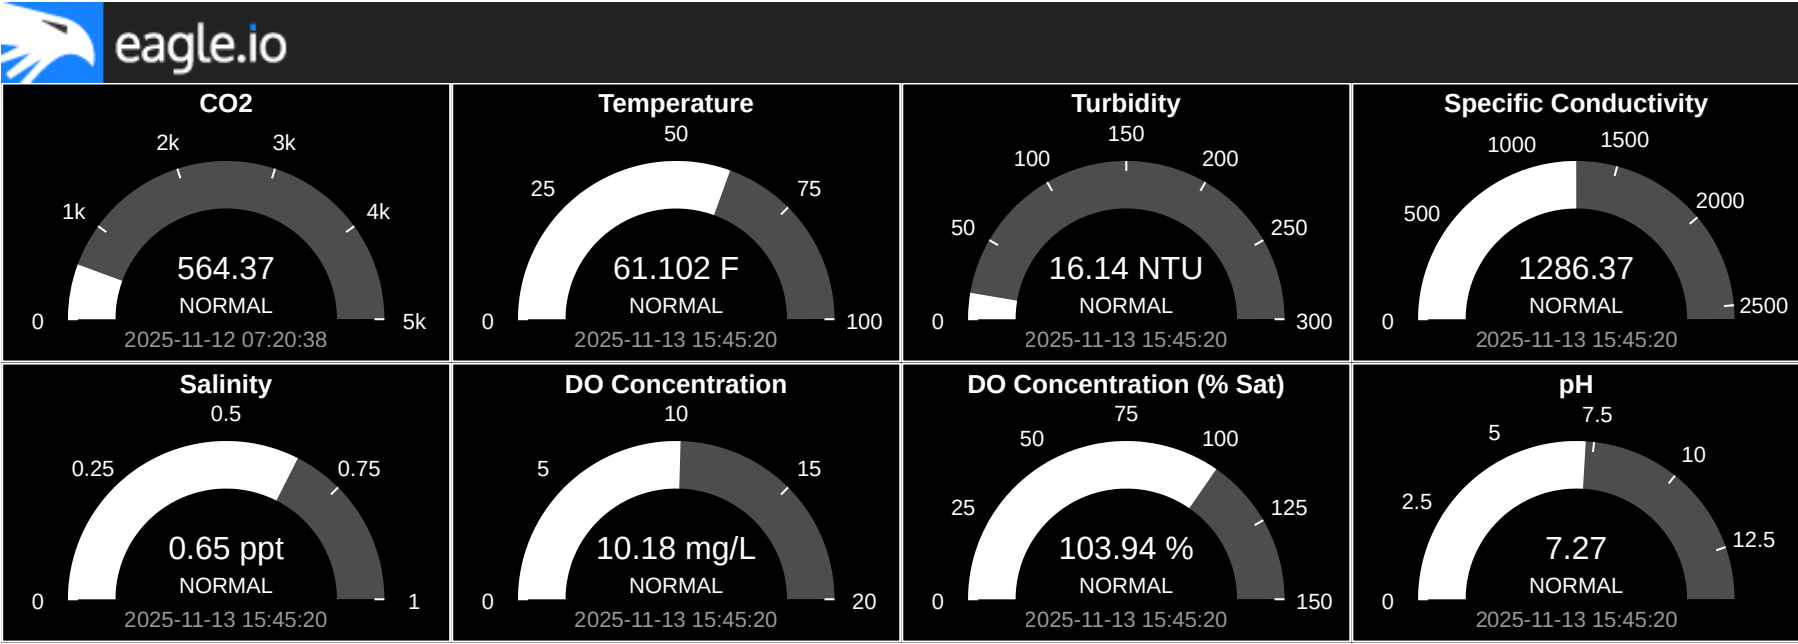 eagle.io
CO2
2k 3k
1k 4k
564.37
NORMAL
0 5k
2025-11-12 07:20:38
Temperature
50
25 75
61.102 F
NORMAL
0 100
2025-11-13 15:45:20
Turbidity
150
100 200
50 250
16.14 NTU
NORMAL
0 300
2025-11-13 15:45:20
Specific Conductivity
1000 1500
500 2000
1286.37
NORMAL
0 2500
2025-11-13 15:45:20
Salinity
0.5
0.25 0.75
0.65 ppt
NORMAL
0 1
2025-11-13 15:45:20
DO Concentration
10
5 15
10.18 mg/L
NORMAL
0 20
2025-11-13 15:45:20
DO Concentration (% Sat)
75
50 100
25 125
103.94 %
NORMAL
0 150
2025-11-13 15:45:20
pH
7.5
5 10
2.5 12.5
7.27
NORMAL
0
2025-11-13 15:45:20